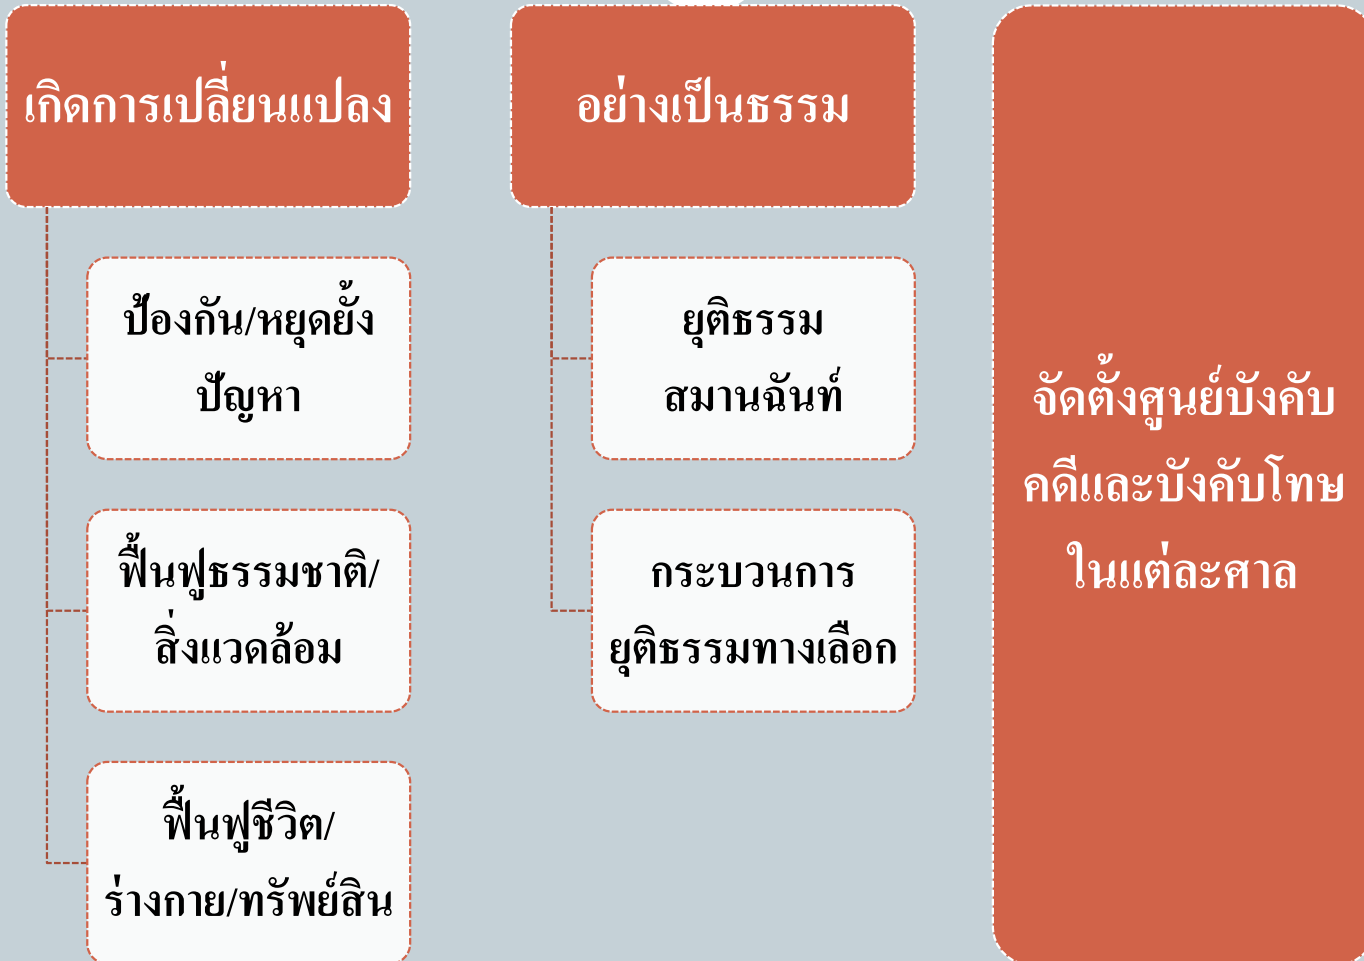 เกิดการเปลี่ยนแปลง
ป้องกัน/หยุดยั้ง
ปัญหา
ฟื้นฟูธรรมชาติ/
สิ่งแวดล้อม
ฟื้นฟูชีวิต/
ร่างกาย/ทรัพย์สิน
อย่างเป็นธรรม
ยุติธรรม
สมานฉันท์
กระบวนการ
ยุติธรรมทางเลือก
จัดตั้งศูนย์บังคับ
คดีและบังคับโทษ
ในแต่ละศาล